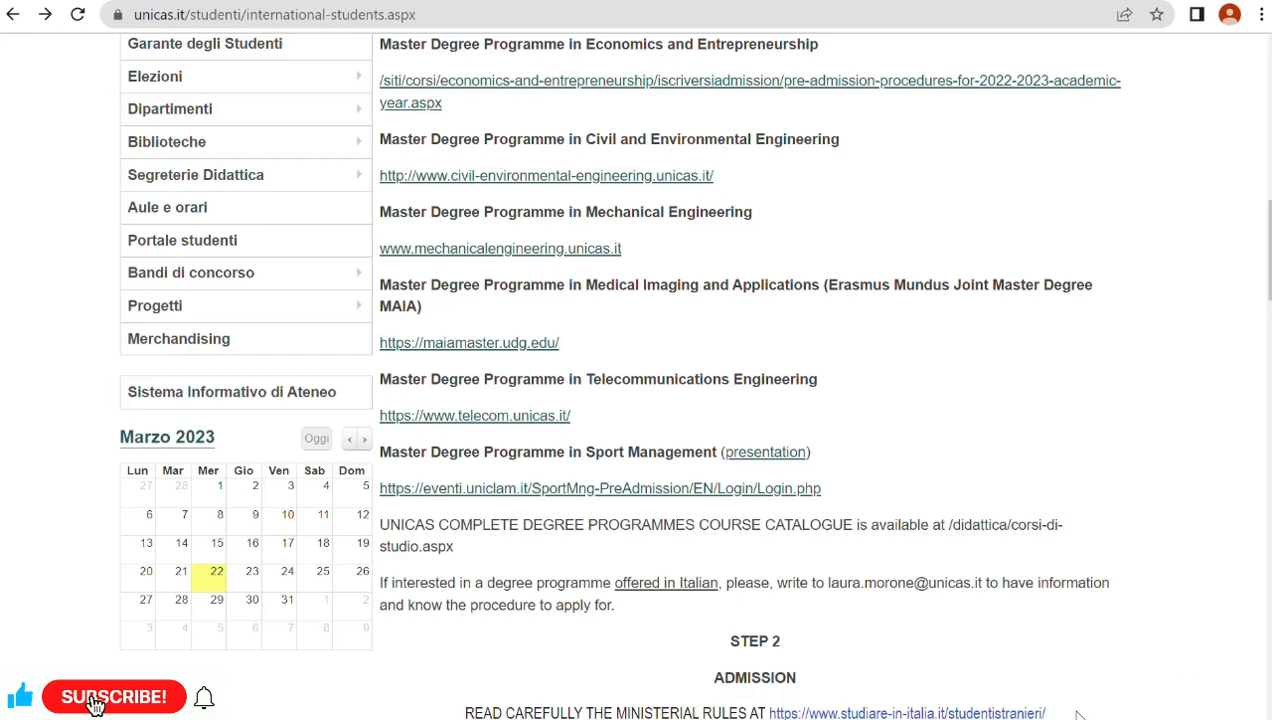 unicas.it/studenti/international-students.aspx
Garante degli Studenti
Elezioni
Dipartimenti
Biblioteche
Segreterie Didattica
Aule e orari
Portale studenti
Bandi di concorso
Progetti
Merchandising
Sistema Informativo di Ateneo
Marzo 2023
Oggi
‹ ›
Lun Mar Mer Gio Ven Sab Dom
27 28 1 2 3 4 5
6 7 8 9 10 11 12
13 14 15 16 17 18 19
20 21 22 23 24 25 26
27 28 29 30 31 1 2
3 4 5 6 7 8 9
Master Degree Programme in Economics and Entrepreneurship
/siti/corsi/economics-and-entrepreneurship/iscriversiadmission/pre-admission-procedures-for-2022-2023-academic-
year.aspx
Master Degree Programme in Civil and Environmental Engineering
http://www.civil-environmental-engineering.unicas.it/
Master Degree Programme in Mechanical Engineering
www.mechanicalengineering.unicas.it
Master Degree Programme in Medical Imaging and Applications (Erasmus Mundus Joint Master Degree
MAIA)
https://maiamaster.udg.edu/
Master Degree Programme in Telecommunications Engineering
https://www.telecom.unicas.it/
Master Degree Programme in Sport Management (presentation)
https://eventi.uniclam.it/SportMng-PreAdmission/EN/Login/Login.php
UNICAS COMPLETE DEGREE PROGRAMMES COURSE CATALOGUE is available at /didattica/corsi-di-
studio.aspx
If interested in a degree programme offered in Italian, please, write to laura.morone@unicas.it to have information
and know the procedure to apply for.
STEP 2
ADMISSION
READ CAREFULLY THE MINISTERIAL RULES AT https://www.studiare-in-italia.it/studentistranieri/
SUBSCRIBE!